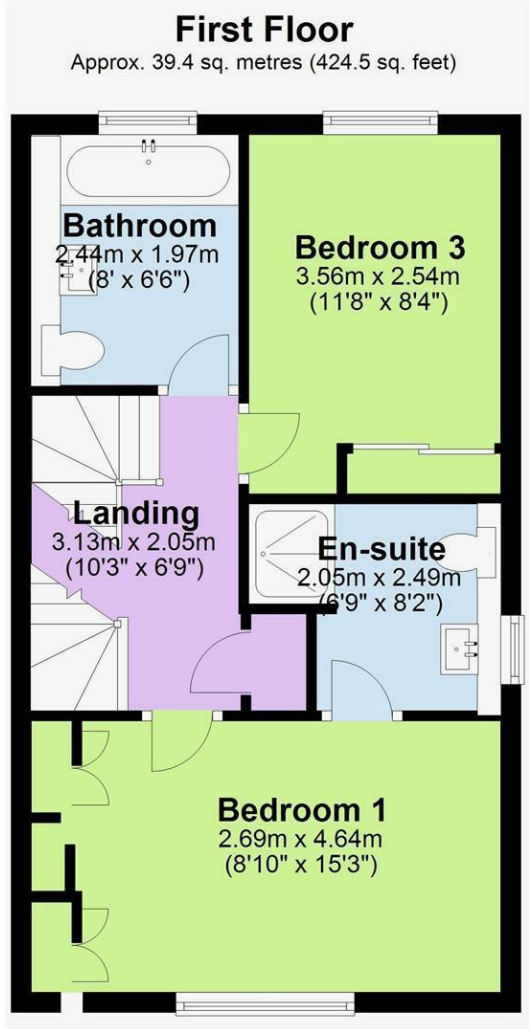 First Floor
Approx. 39.4 sq. metres (424.5 sq. feet)
Bathroom
2.44m x 1.97m
(8' x 6'6")
Bedroom 3
3.56m x 2.54m
(11'8" x 8'4")
Landing
3.13m x 2.05m
(10'3" x 6'9")
En-suite
2.05m x 2.49m
(6'9" x 8'2")
Bedroom 1
2.69m x 4.64m
(8'10" x 15'3")